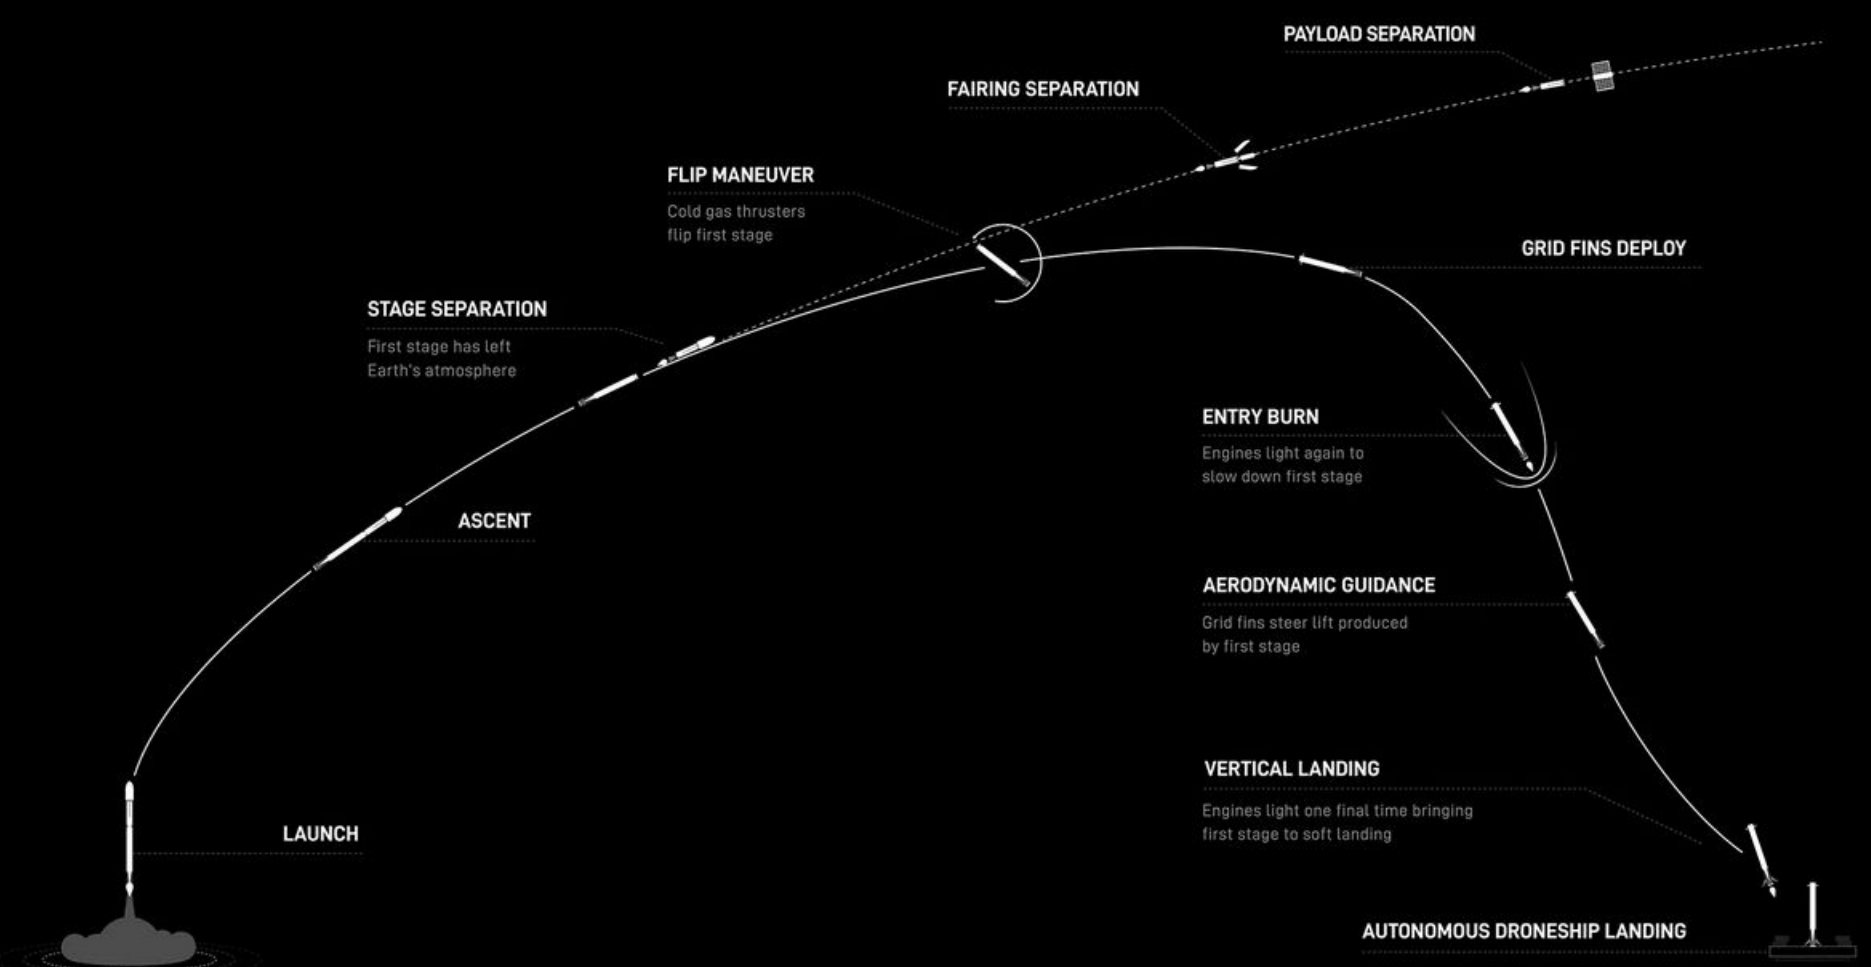 PAYLOAD SEPARATION
FAIRING SEPARATION
FLIP MANEUVER
Cold gas thrusters
flip first stage
GRID FINS DEPLOY
STAGE SEPARATION
First stage has left
Earth's atmosphere
ENTRY BURN
Engines light again to
slow down first stage
ASCENT
AERODYNAMIC GUIDANCE
Grid fins steer lift produced
by first stage
VERTICAL LANDING
Engines light one final time bringing
first stage to soft landing
LAUNCH
AUTONOMOUS DRONESHIP LANDING